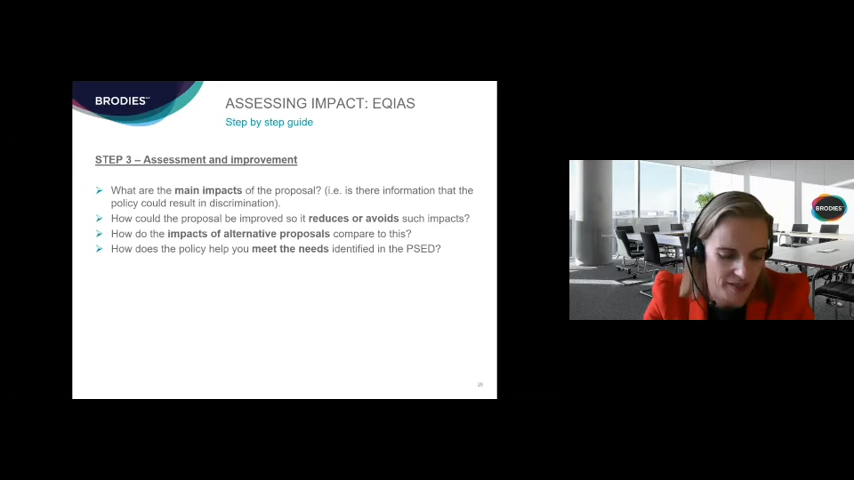 BRODIES
ASSESSING IMPACT: EQIAS
Step by step guide
STEP 3 – Assessment and improvement
What are the main impacts of the proposal? (i.e. is there information that the
policy could result in discrimination).
How could the proposal be improved so it reduces or avoids such impacts?
How do the impacts of alternative proposals compare to this?
How does the policy help you meet the needs identified in the PSED?
BRODIES